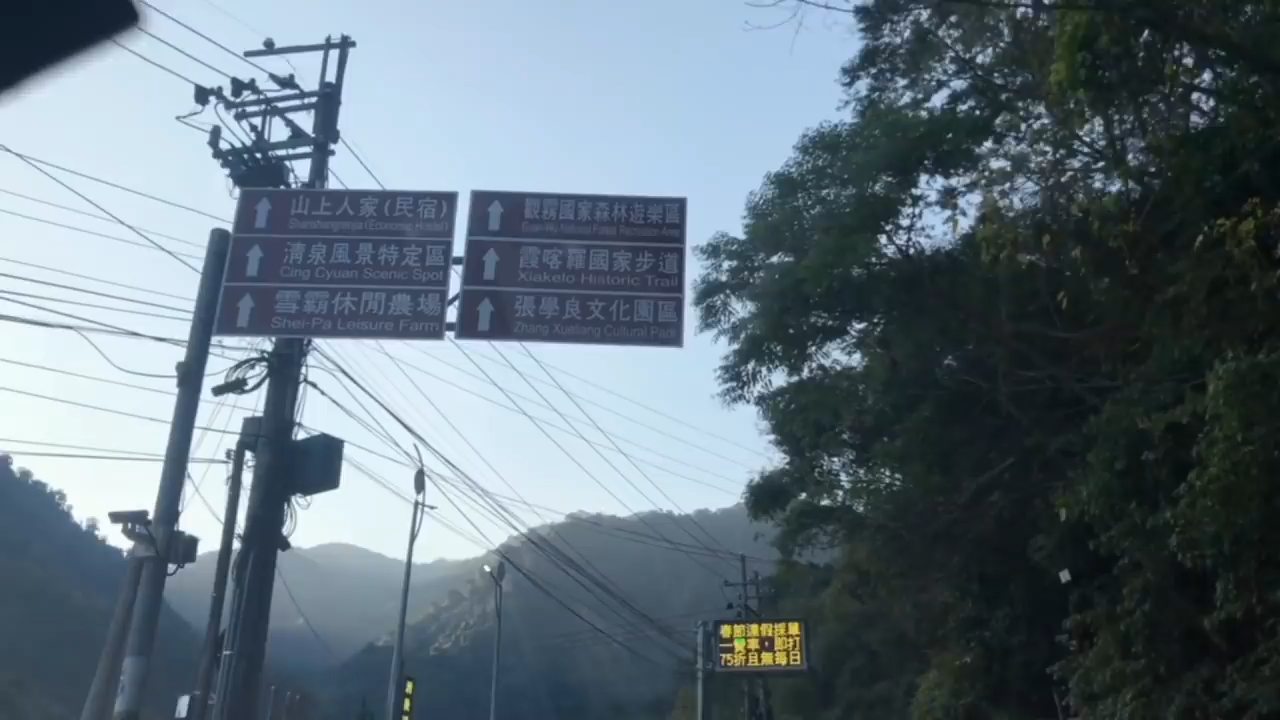 山上人家(民宿)
Shanshangrenjia (Economic Hostel)
清泉風景特定區
Cing Cyuan Scenic Spot
雪霸休閒農場
Shei-Pa Leisure Farm
觀霧國家森林遊樂區
Guanwu National Forest Recreation Area
霞喀羅國家步道
Xiakelo Historic Trail
張學良文化園區
Zhang Xueliang Cultural Park
春節連假採單
一雙車 即打
75折且無每日